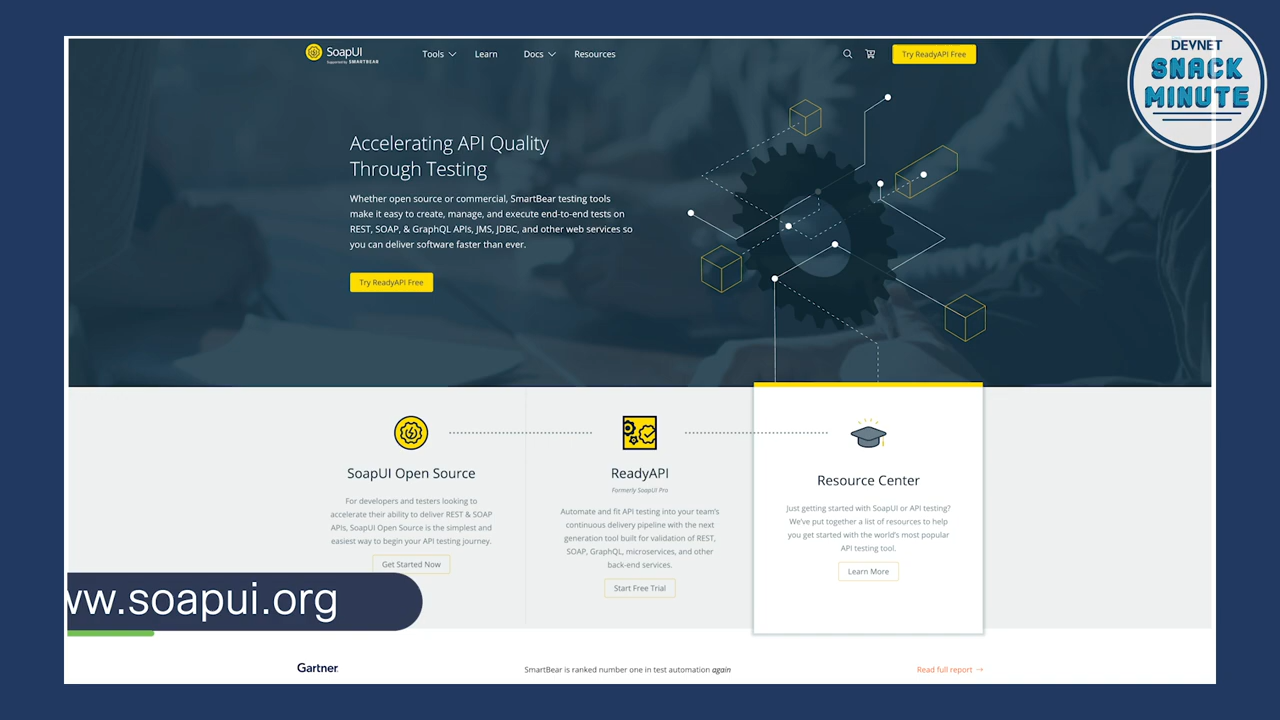 SoapUI
Supported by SMARTBEAR
Tools
Learn
Docs
Resources
Try ReadyAPI Free
DEVNET
SNACK
MINUTE
Accelerating API Quality
Through Testing
Whether open source or commercial, SmartBear testing tools
make it easy to create, manage, and execute end-to-end tests on
REST, SOAP, & GraphQL APIs, JMS, JDBC, and other web services so
you can deliver software faster than ever.
Try ReadyAPI Free
SoapUI Open Source
For developers and testers looking to
accelerate their ability to deliver REST & SOAP
APIs, SoapUI Open Source is the simplest and
easiest way to begin your API testing journey.
Get Started Now
ReadyAPI
Formerly SoapUI Pro
Automate and fit API testing into your team's
continuous delivery pipeline with the next
generation tool built for validation of REST,
SOAP, GraphQL, microservices, and other
back-end services.
Start Free Trial
Resource Center
Just getting started with SoapUI or API testing?
We've put together a list of resources to help
you get started with the world's most popular
API testing tool.
Learn More
ww.soapui.org
Gartner
SmartBear is ranked number one in test automation again
Read full report →